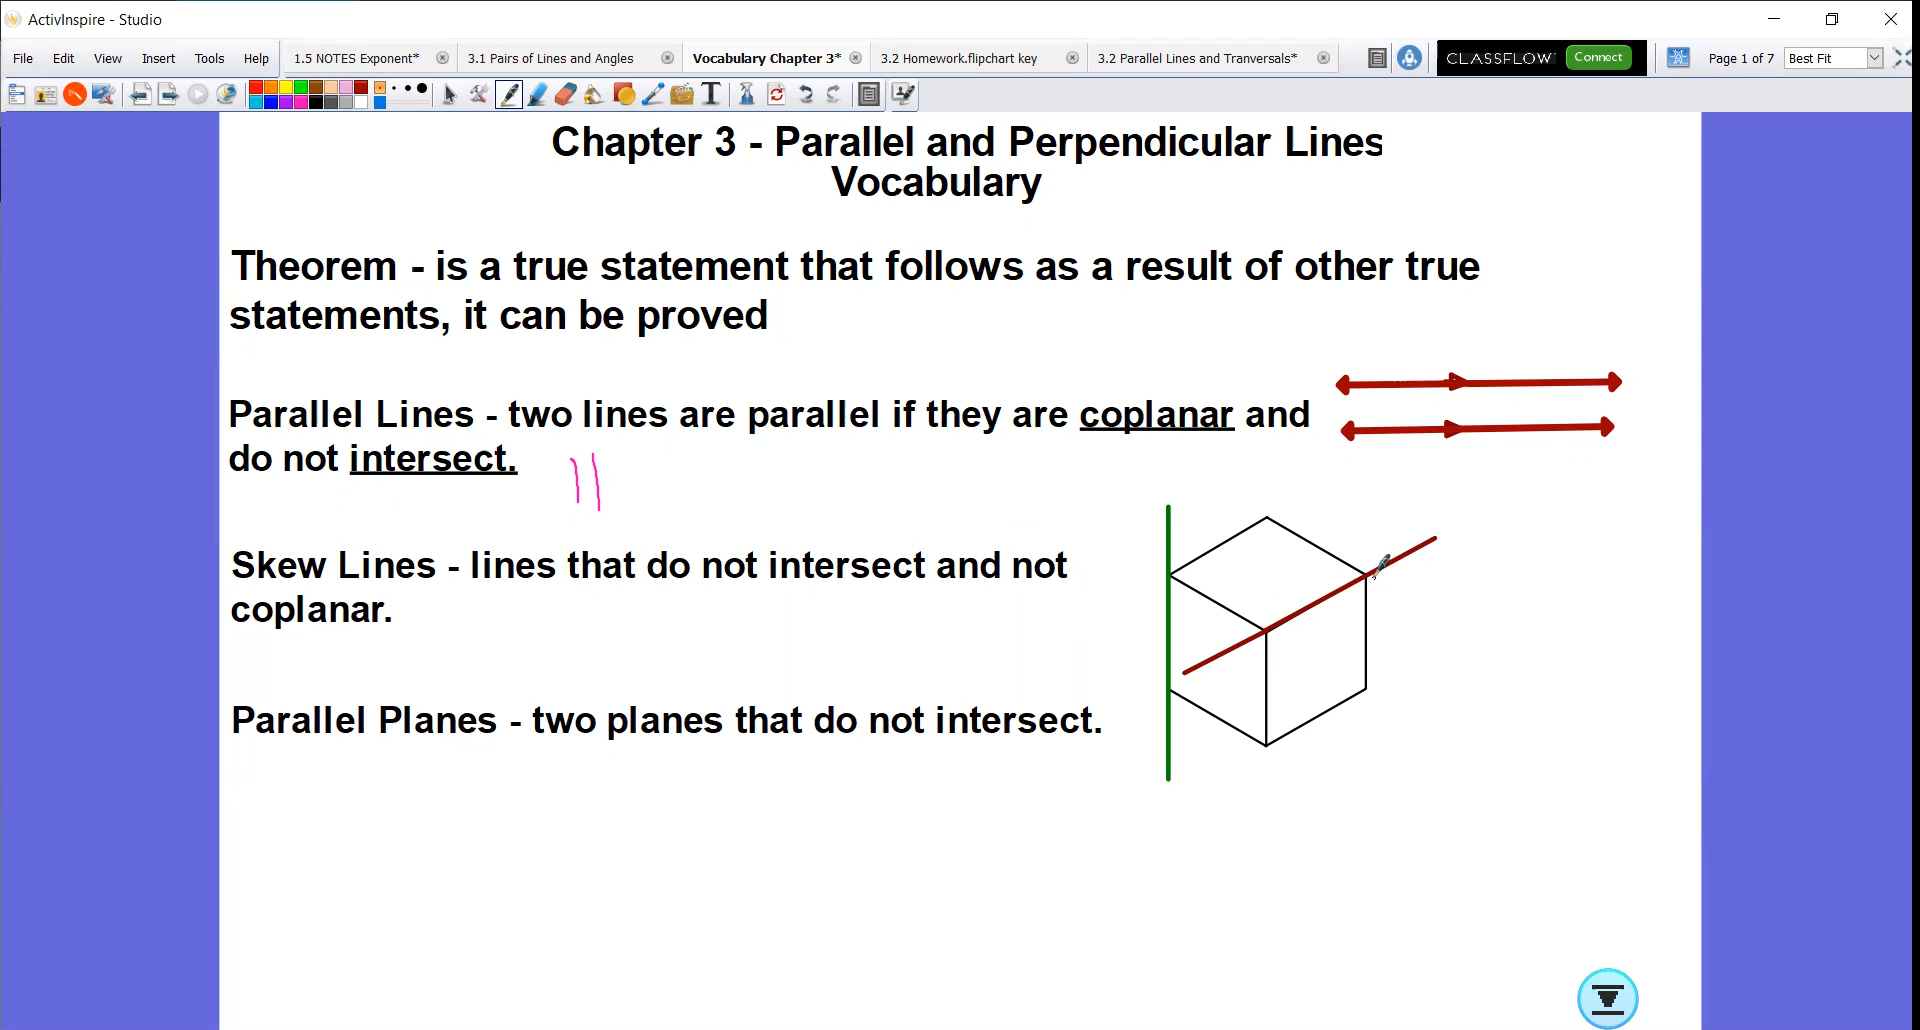 ActivInspire - Studio
File Edit View Insert Tools Help
1.5 NOTES Exponent* 3.1 Pairs of Lines and Angles Vocabulary Chapter 3* 3.2 Homework.flipchart key 3.2 Parallel Lines and Tranversals*
CLASSFLOW Connect
Page 1 of 7 Best Fit
T
Chapter 3 - Parallel and Perpendicular Lines
Vocabulary
Theorem - is a true statement that follows as a result of other true
statements, it can be proved
Parallel Lines - two lines are parallel if they are coplanar and
do not intersect.
Skew Lines - lines that do not intersect and not
coplanar.
Parallel Planes - two planes that do not intersect.